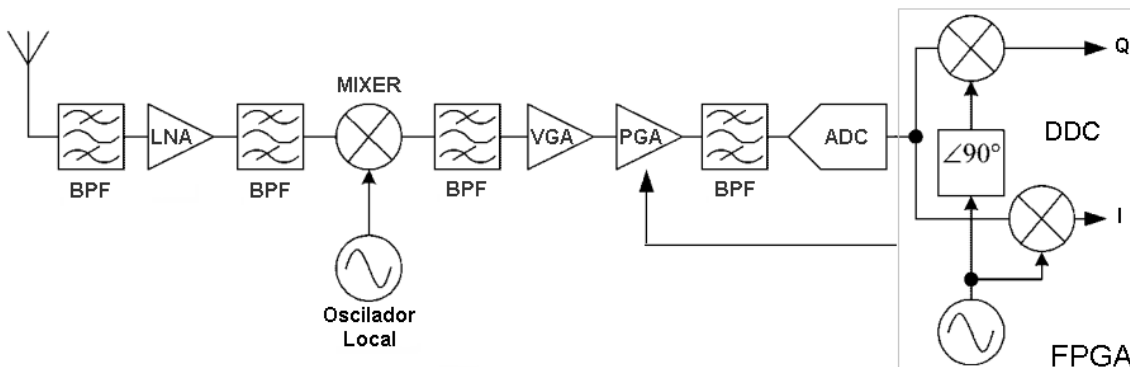 MIXER
LNA
VGA
PGA
ADC
BPF
BPF
BPF
BPF
Oscilador
Local
Q
∠90°
DDC
I
FPGA